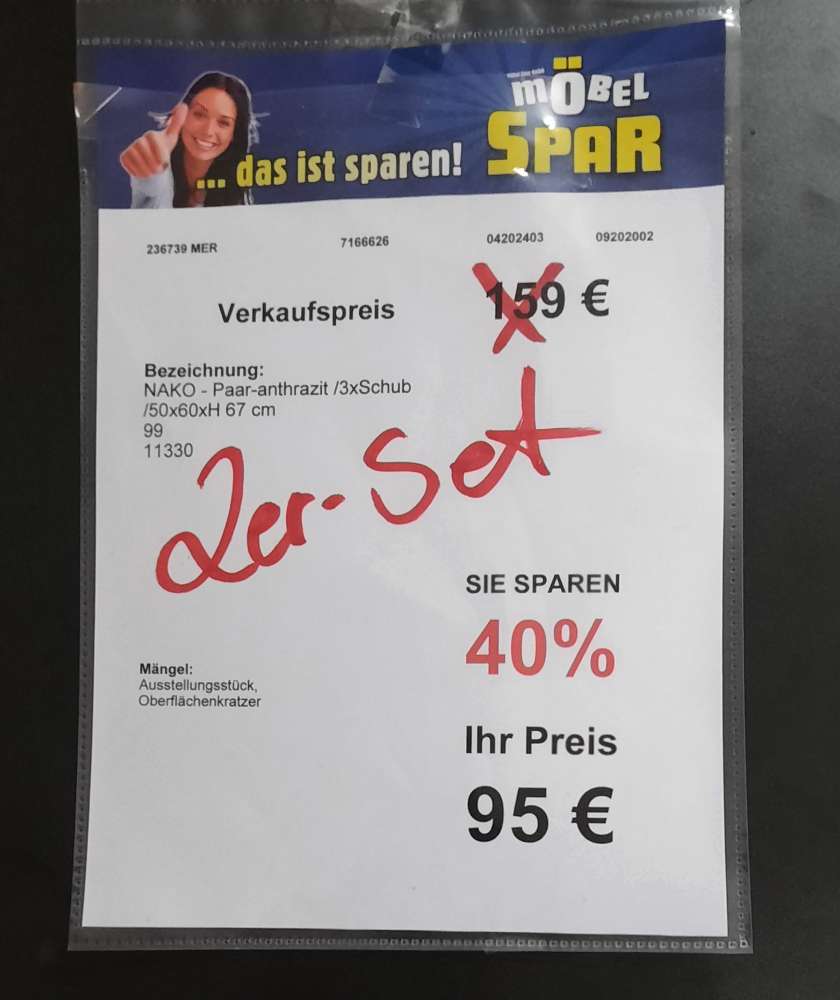 MÖBEL
SPAR
... das ist sparen!
236739 MER 7166626 04202403 09202002
Verkaufspreis 159 €
Bezeichnung:
NAKO - Paar-anthrazit /3xSchub
/50x60xH 67 cm
99
11330
2er-Set
SIE SPAREN
40%
Mängel:
Ausstellungsstück,
Oberflächenkratzer
Ihr Preis
95 €